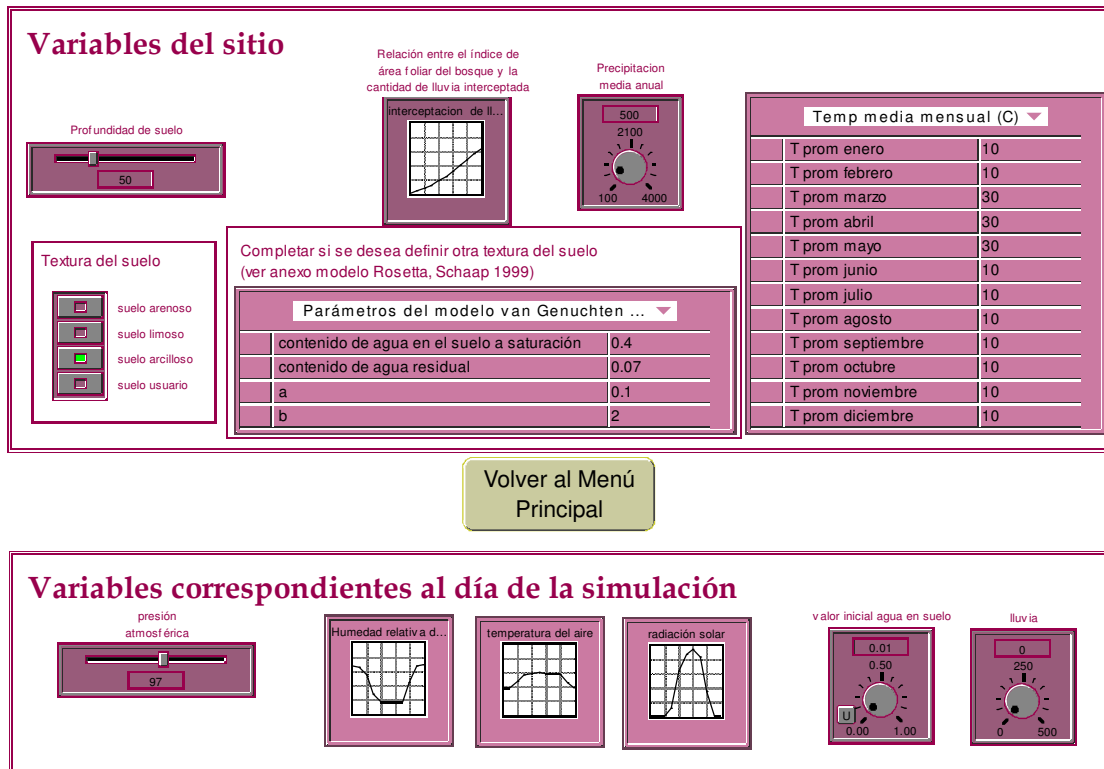 Variables del sitio
Profundidad de suelo
50
Relación entre el índice de
área foliar del bosque y la
cantidad de lluvia interceptada
interceptacion de ll...
Precipitacion
media anual
500
2100
100 4000
Temp media mensual (C)
T prom enero 10
T prom febrero 10
T prom marzo 30
T prom abril 30
T prom mayo 30
T prom junio 10
T prom julio 10
T prom agosto 10
T prom septiembre 10
T prom octubre 10
T prom noviembre 10
T prom diciembre 10
Textura del suelo
suelo arenoso
suelo limoso
suelo arcilloso
suelo usuario
Completar si se desea definir otra textura del suelo
(ver anexo modelo Rosetta, Schaap 1999)
Parámetros del modelo van Genuchten ...
contenido de agua en el suelo a saturación 0.4
contenido de agua residual 0.07
a 0.1
b 2
Volver al Menú
Principal
Variables correspondientes al día de la simulación
presión
atmosférica
97
Humedad relativa d...
temperatura del aire
radiación solar
valor inicial agua en suelo
0.01
0.50
U
0.00 1.00
lluvia
0
250
0 500